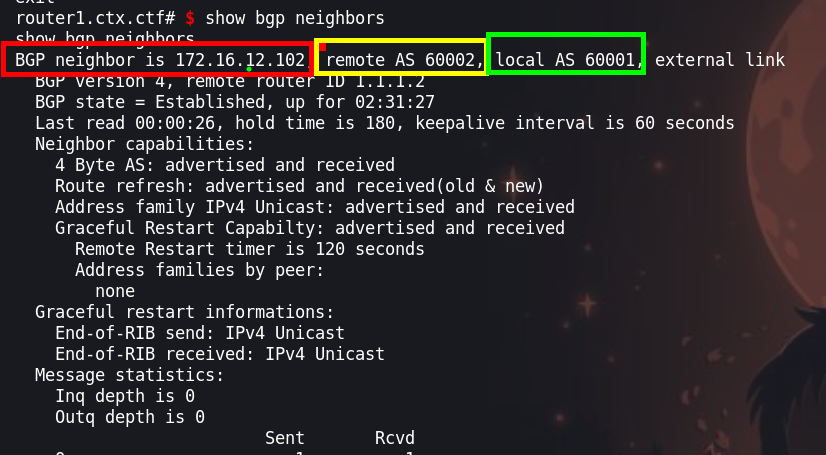 exit
router1.ctx.ctf# $ show bgp neighbors
show bgp neighbors
BGP neighbor is 172.16.12.102, remote AS 60002, local AS 60001, external link
  BGP version 4, remote router ID 1.1.1.2
  BGP state = Established, up for 02:31:27
  Last read 00:00:26, hold time is 180, keepalive interval is 60 seconds
  Neighbor capabilities:
    4 Byte AS: advertised and received
    Route refresh: advertised and received(old & new)
    Address family IPv4 Unicast: advertised and received
    Graceful Restart Capabilty: advertised and received
      Remote Restart timer is 120 seconds
      Address families by peer:
        none
  Graceful restart informations:
    End-of-RIB send: IPv4 Unicast
    End-of-RIB received: IPv4 Unicast
  Message statistics:
    Inq depth is 0
    Outq depth is 0
                         Sent       Rcvd